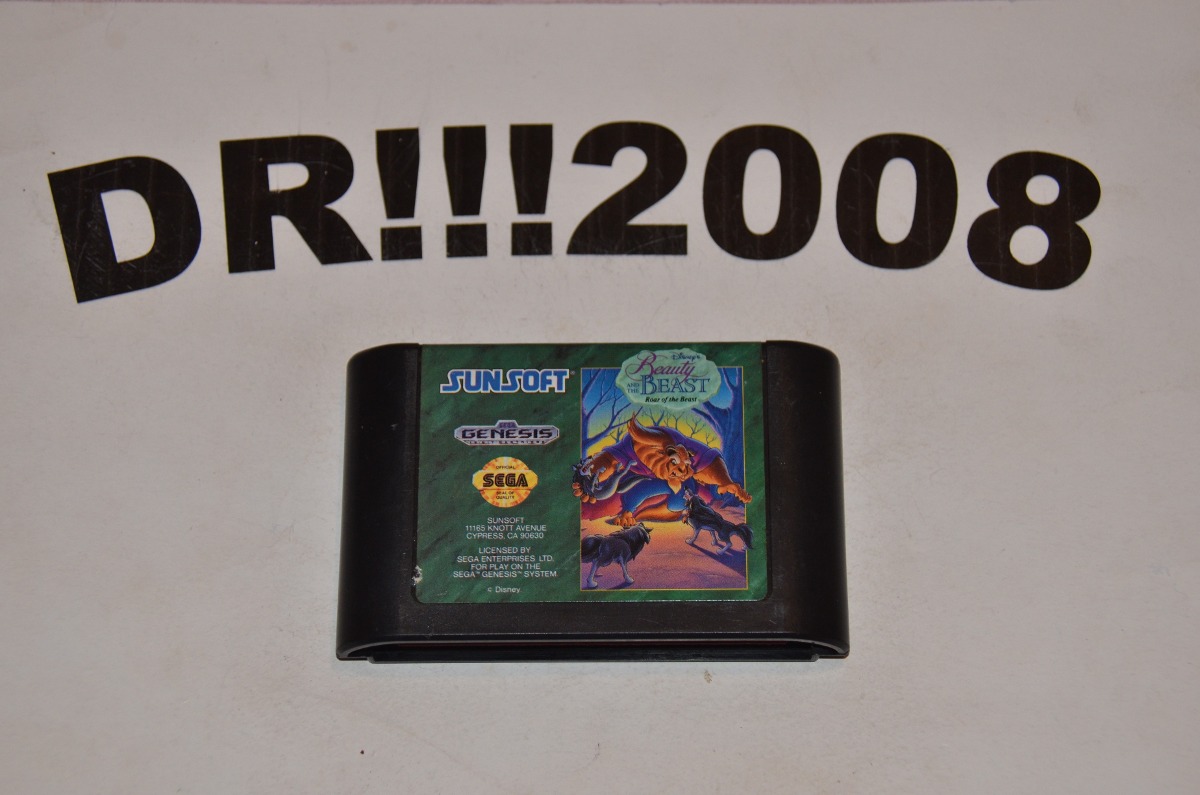 DR!!!2008
SUNSOFT
SEGA
GENESIS
OFFICIAL
SEGA
SEAL OF
QUALITY
SUNSOFT
11165 KNOTT AVENUE
CYPRESS, CA 90630
LICENSED BY
SEGA ENTERPRISES, LTD.
FOR PLAY ON THE
SEGA™ GENESIS™ SYSTEM
© Disney
Disney's
Beauty
AND THE BEAST
Roar of the Beast